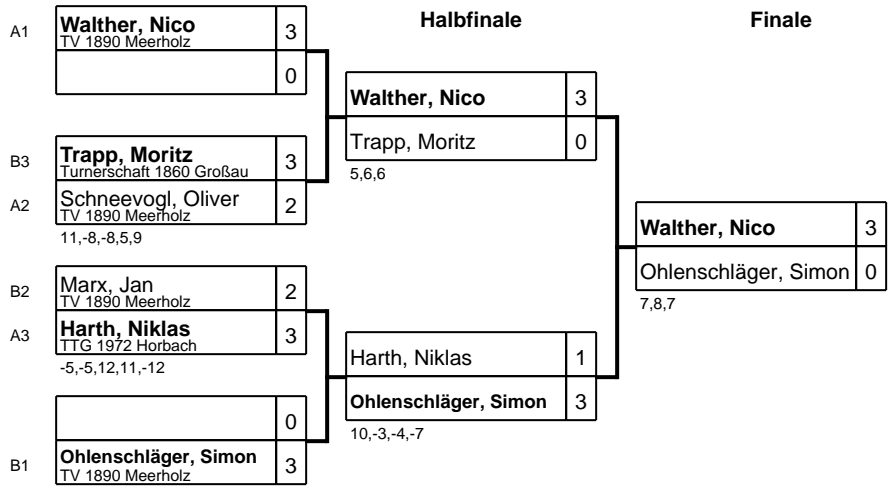 Halbfinale
Finale
A1
Walther, Nico 3
TV 1890 Meerholz
0
B3
Trapp, Moritz 3
Turnerschaft 1860 Großau
A2
Schneevogl, Oliver 2
TV 1890 Meerholz
11,-8,-8,5,9
B2
Marx, Jan 2
TV 1890 Meerholz
A3
Harth, Niklas 3
TTG 1972 Horbach
-5,-5,12,11,-12
0
B1
Ohlenschläger, Simon 3
TV 1890 Meerholz
Walther, Nico 3
Trapp, Moritz 0
5,6,6
Harth, Niklas 1
Ohlenschläger, Simon 3
10,-3,-4,-7
Walther, Nico 3
Ohlenschläger, Simon 0
7,8,7